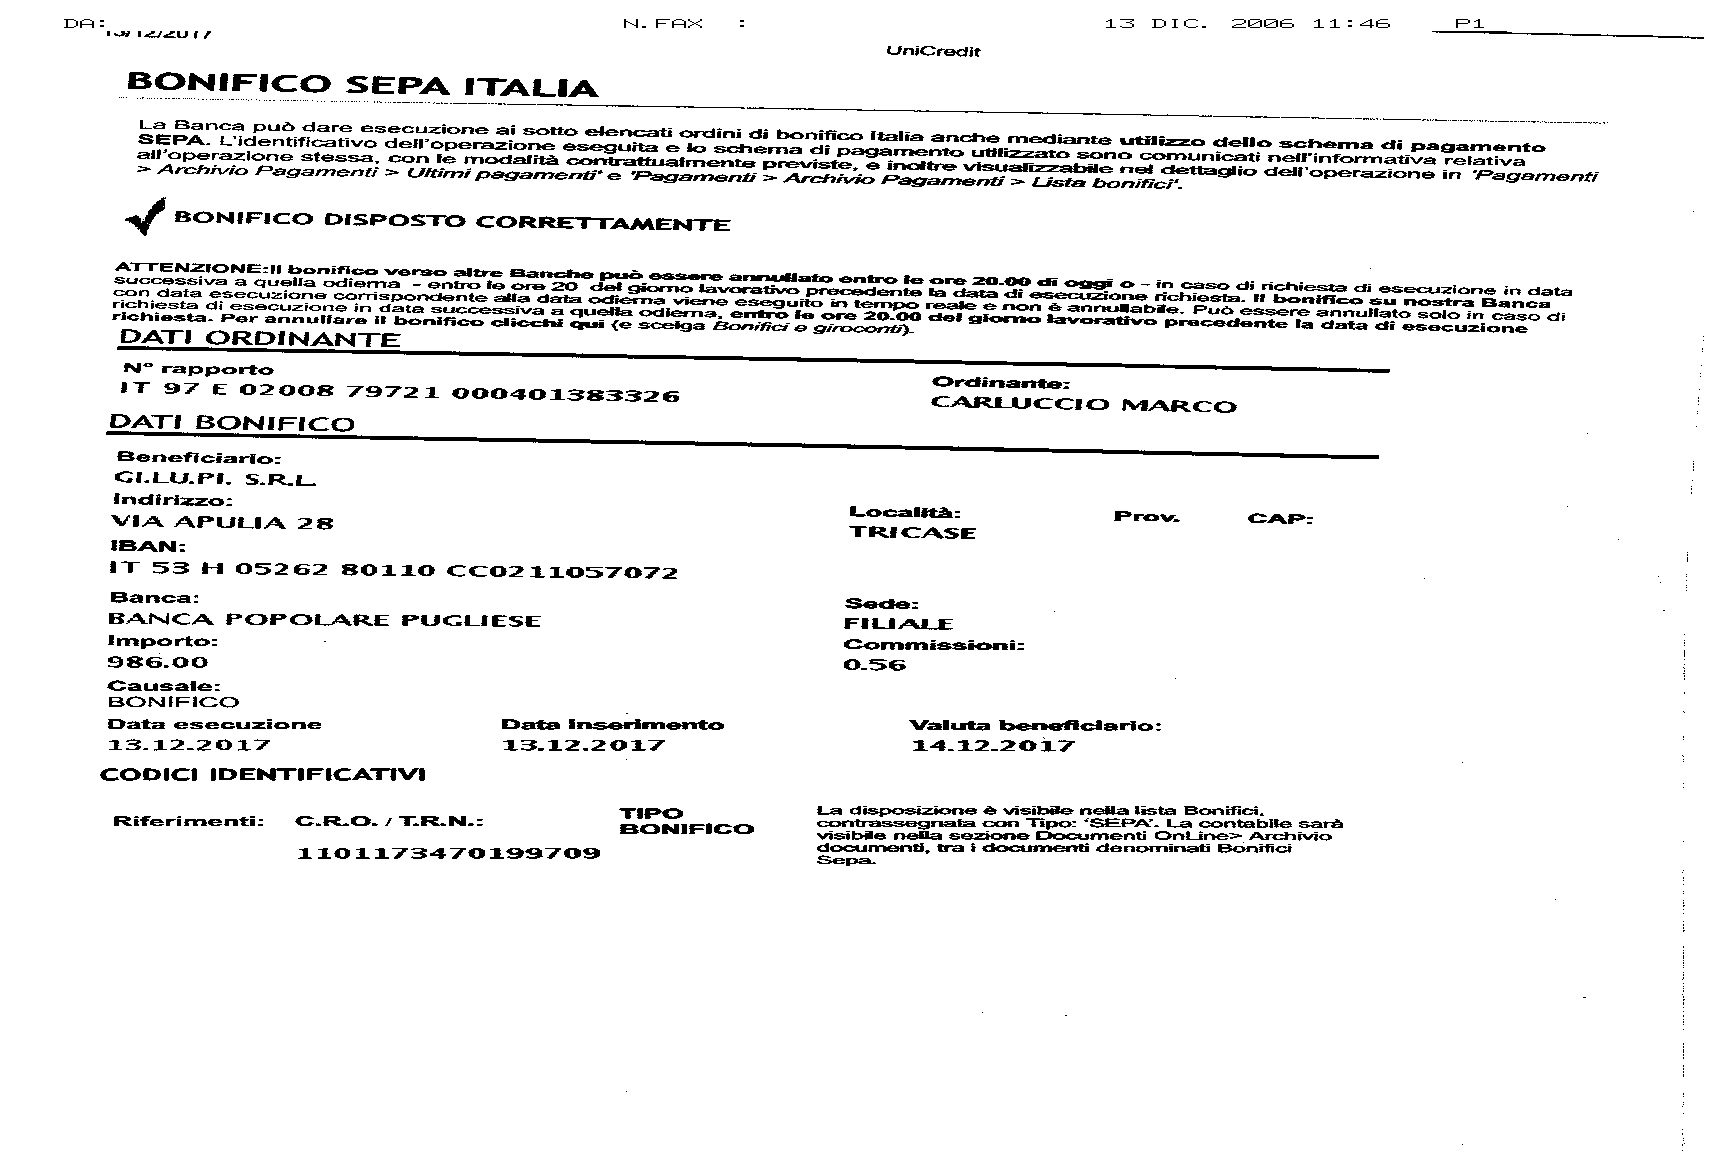 DA: N.FAX : 13 DIC. 2006 11:46 P1
13/12/2017
UniCredit
BONIFICO SEPA ITALIA
La Banca può dare esecuzione ai sotto elencati ordini di bonifico Italia anche mediante utilizzo dello schema di pagamento
SEPA. L'identificativo dell'operazione eseguita e lo schema di pagamento utilizzato sono comunicati nell'informativa relativa
all'operazione stessa, con le modalità contrattualmente previste, e inoltre visualizzabile nel dettaglio dell'operazione in 'Pagamenti
> Archivio Pagamenti > Ultimi pagamenti' e 'Pagamenti > Archivio Pagamenti > Lista bonifici'.
BONIFICO DISPOSTO CORRETTAMENTE
ATTENZIONE:Il bonifico verso altre Banche può essere annullato entro le ore 20.00 di oggi o - in caso di richiesta di esecuzione in data
successiva a quella odierna - entro le ore 20 del giorno lavorativo precedente la data di esecuzione richiesta. Il bonifico su nostra Banca
con data esecuzione corrispondente alla data odierna viene eseguito in tempo reale e non è annullabile. Può essere annullato solo in caso di
richiesta di esecuzione in data successiva a quella odierna, entro le ore 20.00 del giorno lavorativo precedente la data di esecuzione
richiesta. Per annullare il bonifico clicchi qui (e scelga Bonifici e giroconti).
DATI ORDINANTE
N° rapporto Ordinante:
IT 97 E 02008 79721 000401383326 CARLUCCIO MARCO
DATI BONIFICO
Beneficiario:
GI.LU.PI. S.R.L.
Indirizzo: Località: Prov. CAP:
VIA APULIA 28 TRICASE
IBAN:
IT 53 H 05262 80110 CC0211057072
Banca: Sede:
BANCA POPOLARE PUGLIESE FILIALE
Importo: Commissioni:
986.00 0.56
Causale:
BONIFICO
Data esecuzione Data inserimento Valuta beneficiario:
13.12.2017 13.12.2017 14.12.2017
CODICI IDENTIFICATIVI
Riferimenti: C.R.O. / T.R.N.:
1101173470199709
TIPO
BONIFICO
La disposizione è visibile nella lista Bonifici,
contrassegnata con Tipo: 'SEPA'. La contabile sarà
visibile nella sezione Documenti OnLine> Archivio
documenti, tra i documenti denominati Bonifici
Sepa.